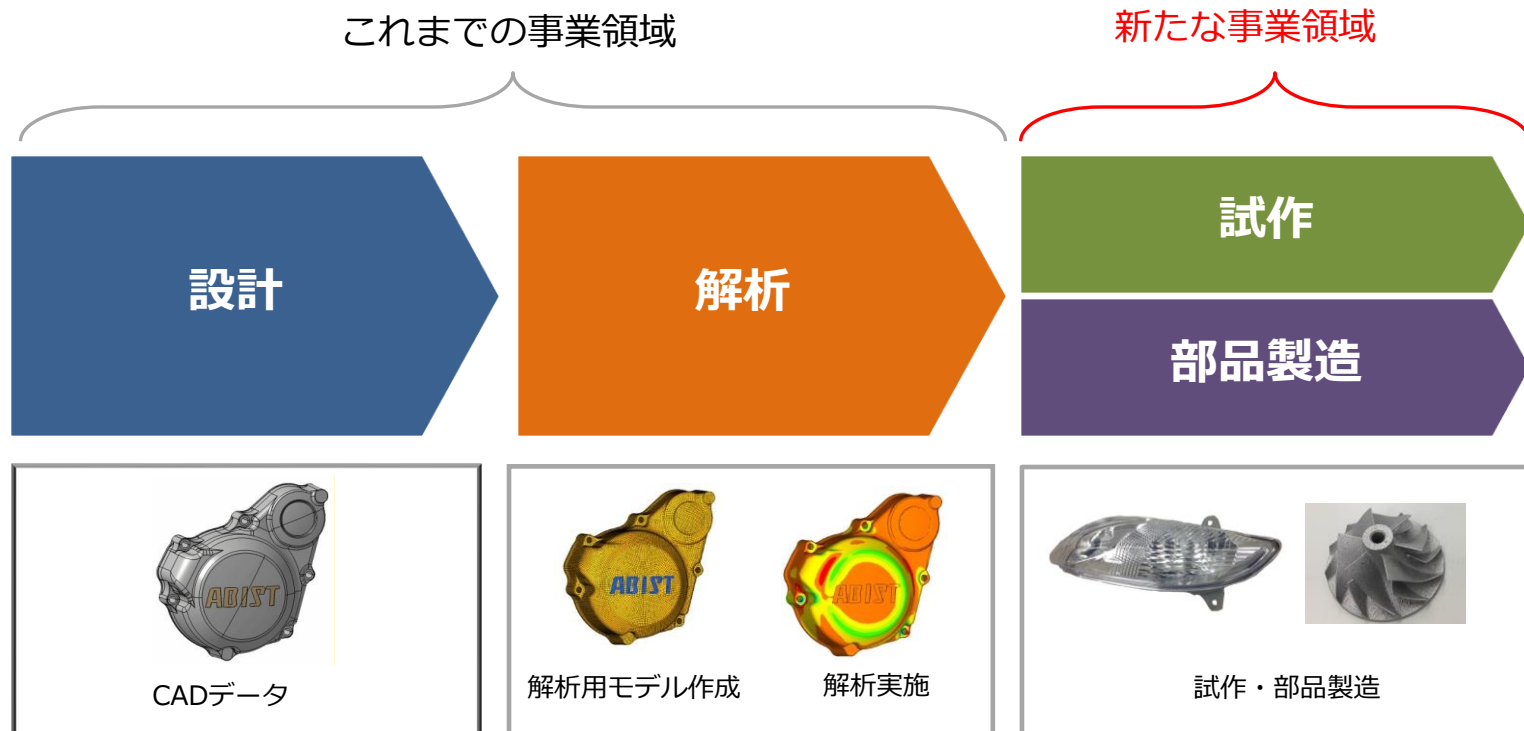 これまでの事業領域
新たな事業領域
設計
解析
試作
部品製造
ABIST
ABIST
ABIST
CADデータ
解析用モデル作成
解析実施
試作・部品製造